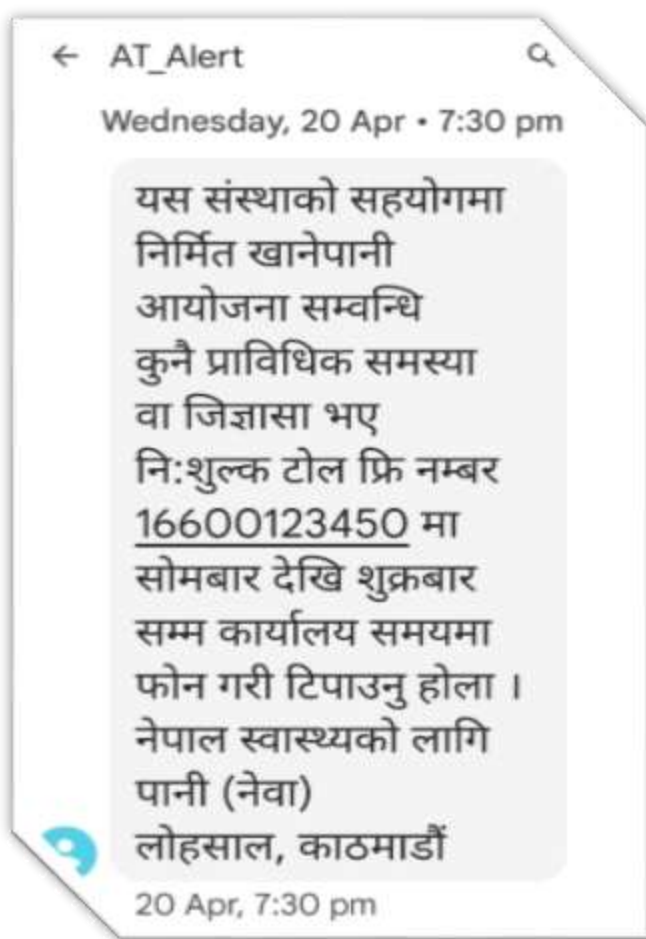 AT_Alert
Wednesday, 20 Apr • 7:30 pm
यस संस्थाको सहयोगमा
निर्मित खानेपानी
आयोजना सम्वन्धि
कुनै प्राविधिक समस्या
वा जिज्ञासा भए
नि:शुल्क टोल फ्रि नम्बर
16600123450 मा
सोमबार देखि शुक्रबार
सम्म कार्यालय समयमा
फोन गरी टिपाउनु होला ।
नेपाल स्वास्थ्यको लागि
पानी (नेवा)
लोहसाल, काठमाडौं
20 Apr, 7:30 pm